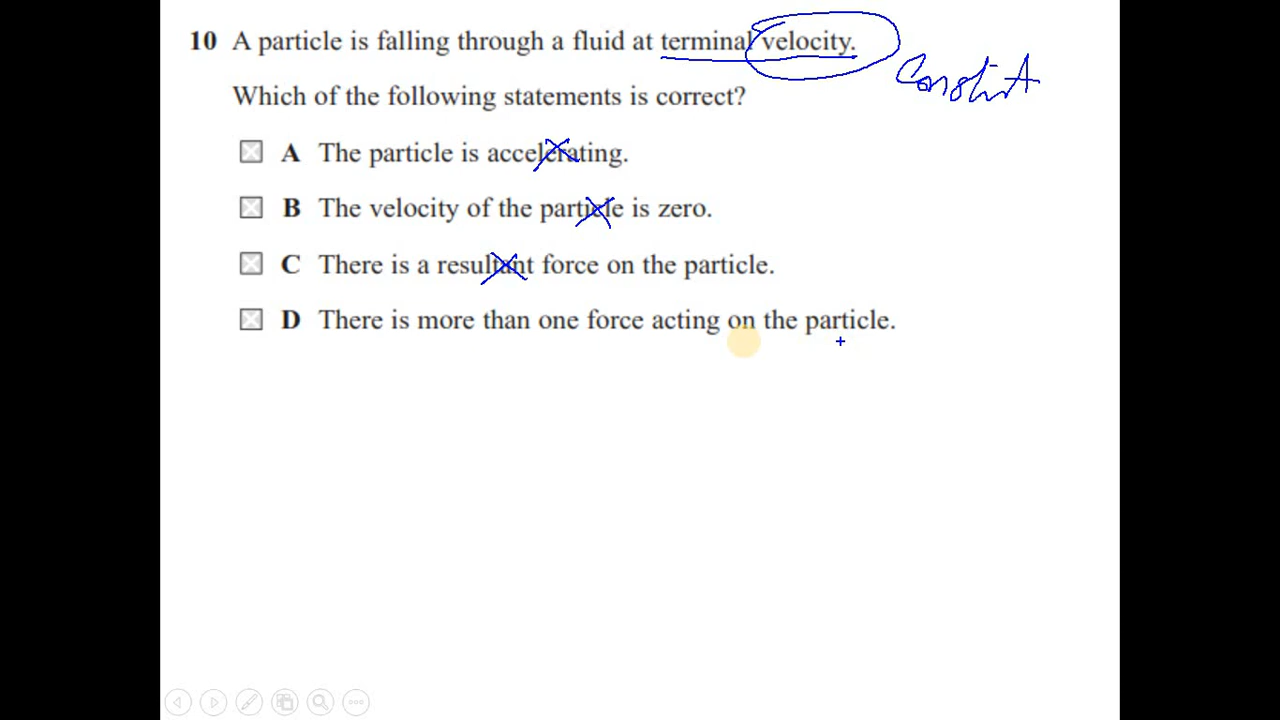 10 A particle is falling through a fluid at terminal velocity.
constant
Which of the following statements is correct?
A The particle is accelerating.
B The velocity of the particle is zero.
C There is a resultant force on the particle.
D There is more than one force acting on the particle.